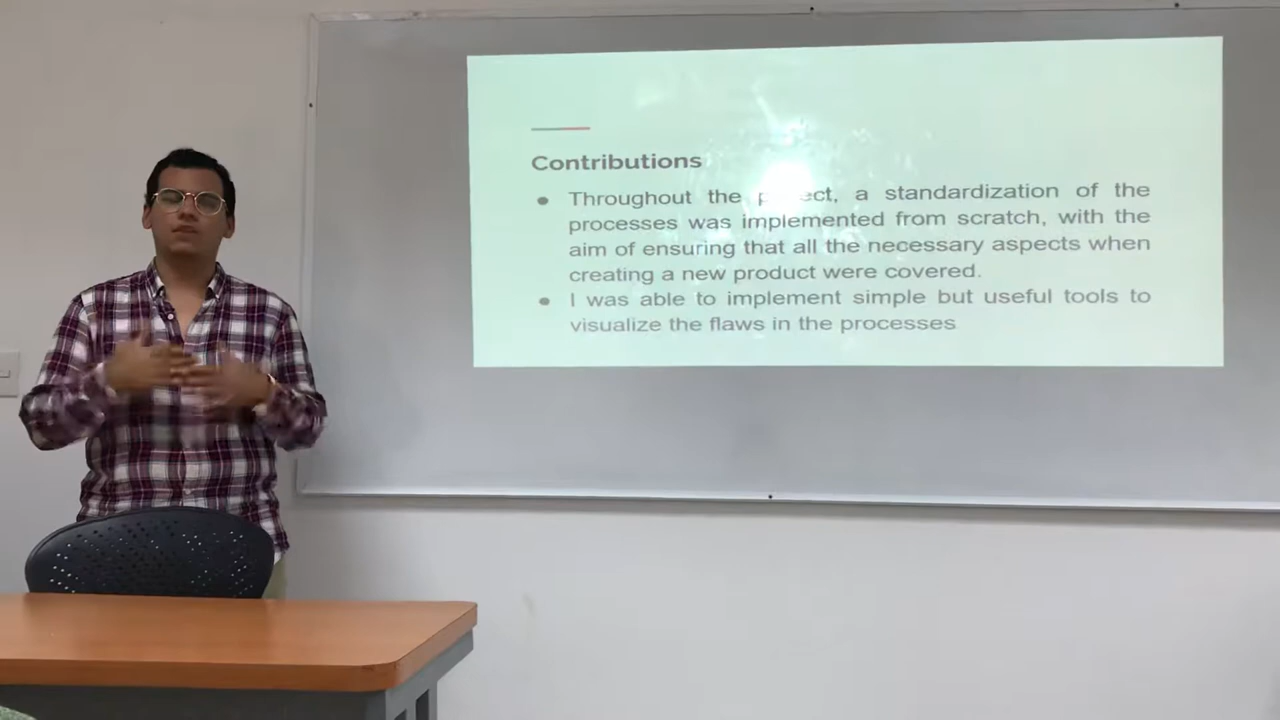 Contributions
● Throughout the project, a standardization of the
processes was implemented from scratch, with the
aim of ensuring that all the necessary aspects when
creating a new product were covered.
● I was able to implement simple but useful tools to
visualize the flaws in the processes